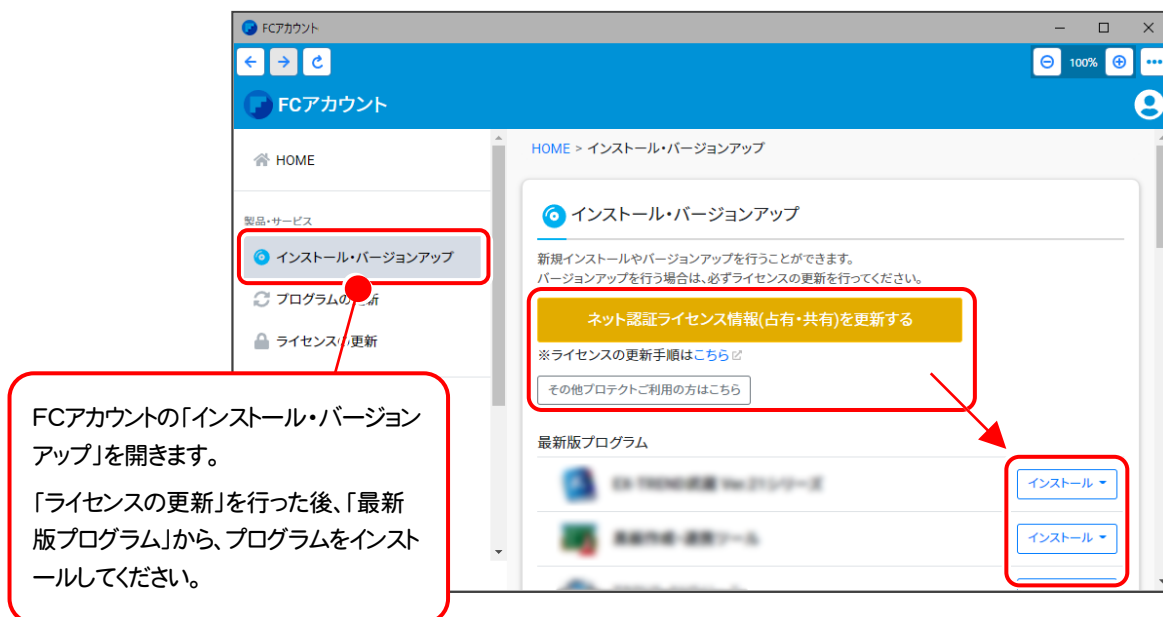 FCアカウント
100%
FCアカウント
HOME
HOME > インストール・バージョンアップ
製品・サービス
インストール・バージョンアップ
プログラムの更新
ライセンスの更新
インストール・バージョンアップ
新規インストールやバージョンアップを行うことができます。
バージョンアップを行う場合は、必ずライセンスの更新を行ってください。
ネット認証ライセンス情報(占有・共有)を更新する
※ライセンスの更新手順はこちら
その他プロテクトご利用の方はこちら
最新版プログラム
インストール
インストール
FCアカウントの「インストール・バージョン
アップ」を開きます。
「ライセンスの更新」を行った後、「最新
版プログラム」から、プログラムをインスト
ールしてください。